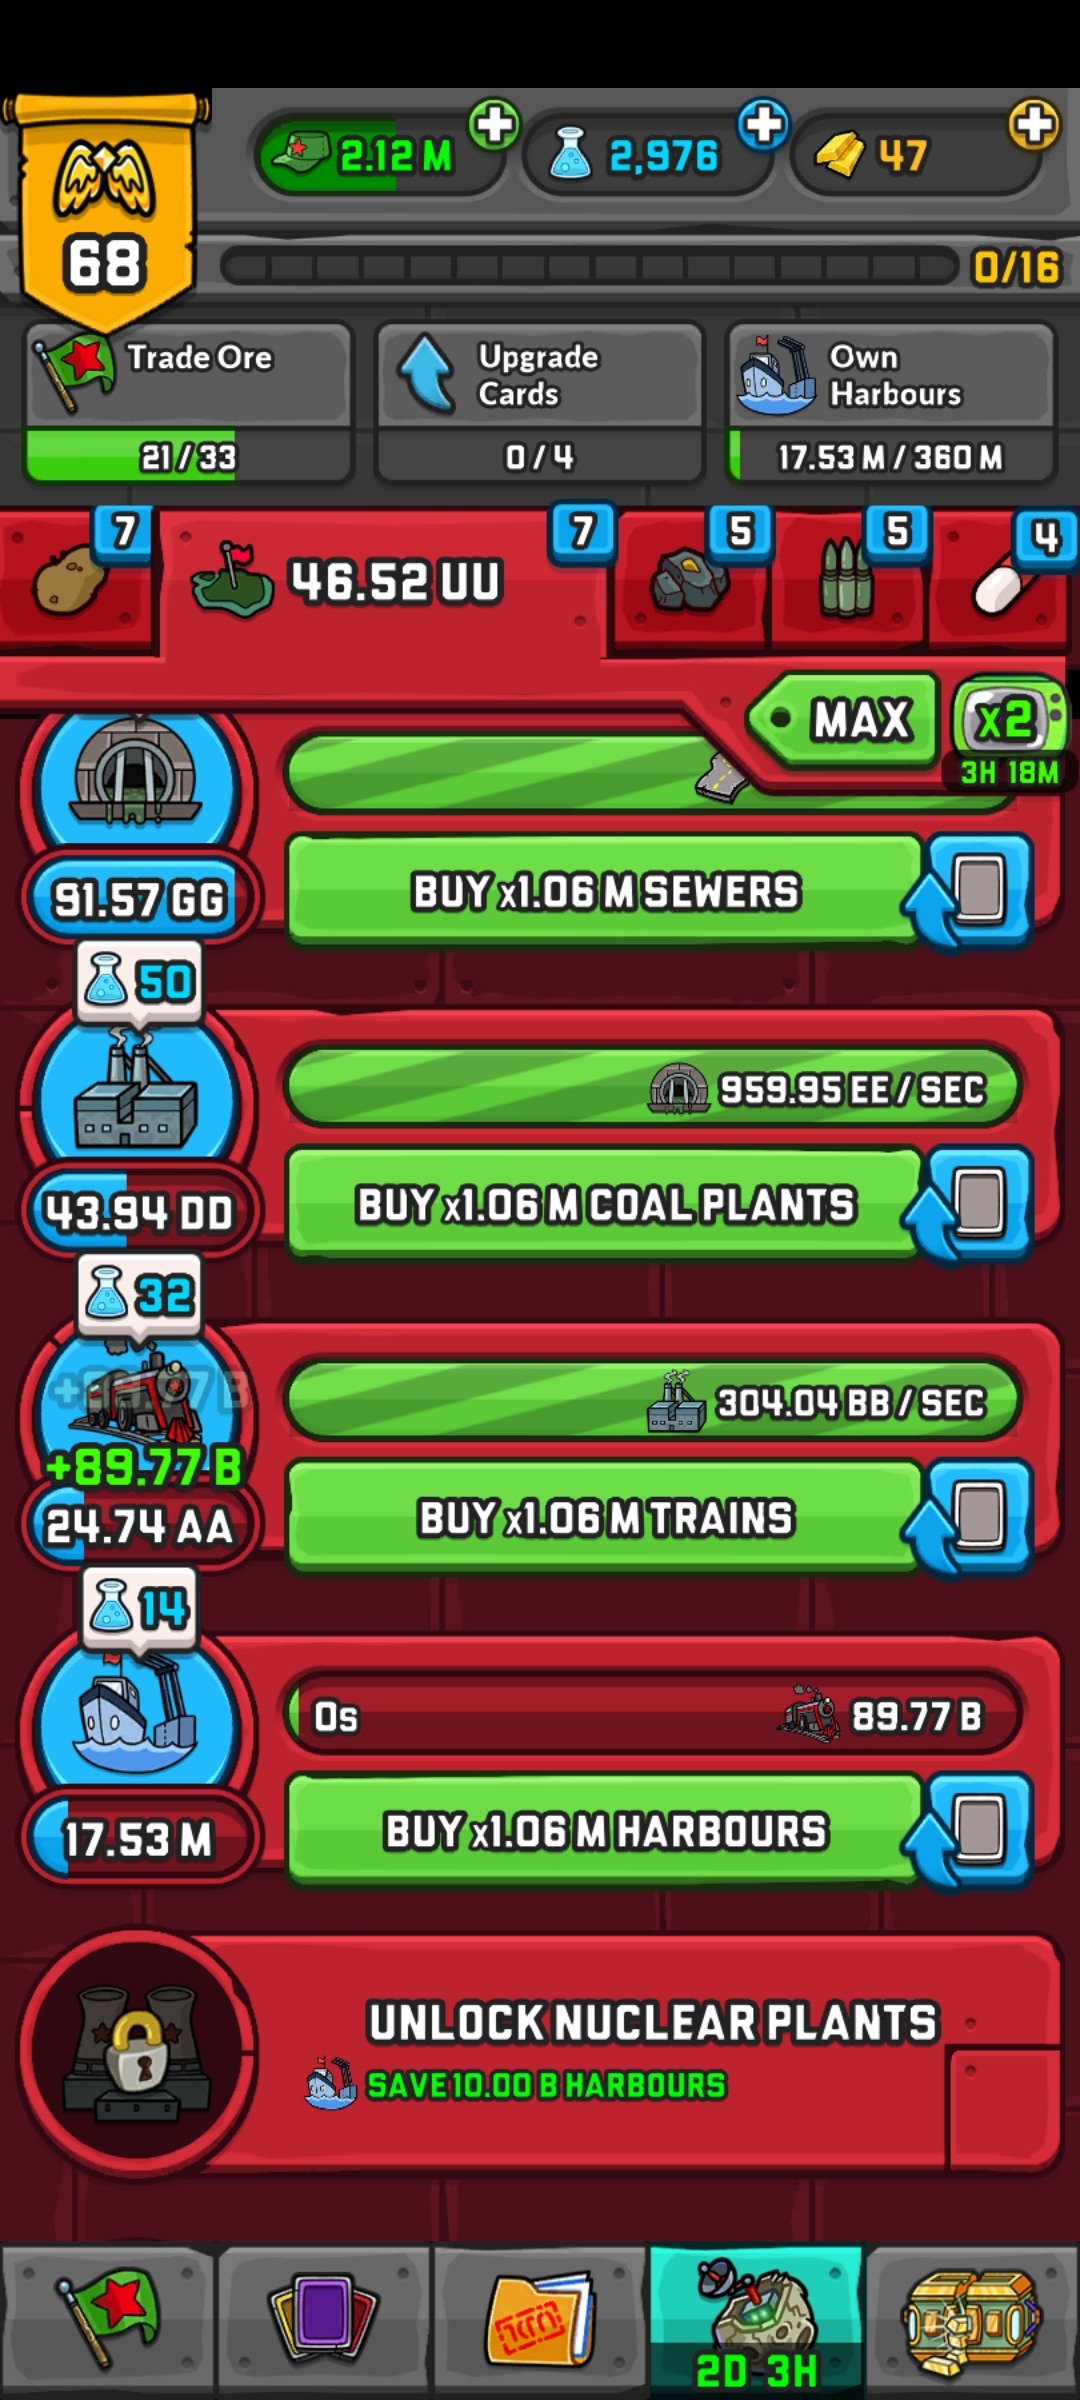 2.12 M
2,976
47
68
0/16
Trade Ore
21/33
Upgrade
Cards
0/4
Own
Harbours
17.53 M/360 M
7
46.52 UU
7
5
5
4
MAX
x2
3H 18M
91.57 GG
BUY x1.06 M SEWERS
50
959.95 EE/SEC
43.94 DD
BUY x1.06 M COAL PLANTS
32
304.04 BB/SEC
+89.77 B
+89.77 B
24.74 AA
BUY x1.06 M TRAINS
14
0s
89.77 B
17.53 M
BUY x1.06 M HARBOURS
UNLOCK NUCLEAR PLANTS
SAVE 10.00 B HARBOURS
2D 3H